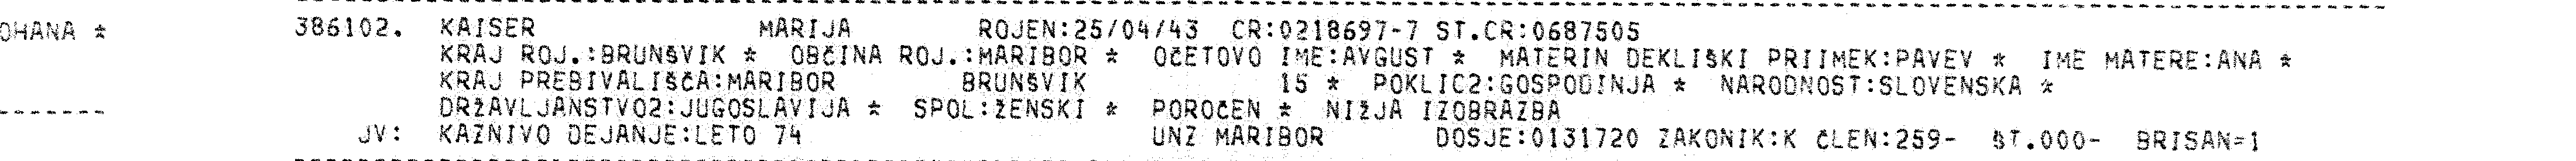 OHANA *
386102. KAISER MARIJA ROJEN:25/04/43 CR:0218697-7 ST.CR:0687505
KRAJ ROJ.:BRUNŠVIK * OBČINA ROJ.:MARIBOR * OČETOVO IME:AVGUST * MATERIN DEKLIŠKI PRIIMEK:PAVEV * IME MATERE:ANA *
KRAJ PREBIVALIŠČA:MARIBOR BRUNŠVIK 15 * POKLIC2:GOSPODINJA * NARODNOST:SLOVENSKA *
DRŽAVLJANSTVO2:JUGOSLAVIJA * SPOL:ŽENSKI * POROČEN * NIŽJA IZOBRAZBA
JV: KAZNIVO DEJANJE:LETO 74 UNZ MARIBOR DOSJE:0131720 ZAKONIK:K ČLEN:259- ŠT.000- BRISAN=1